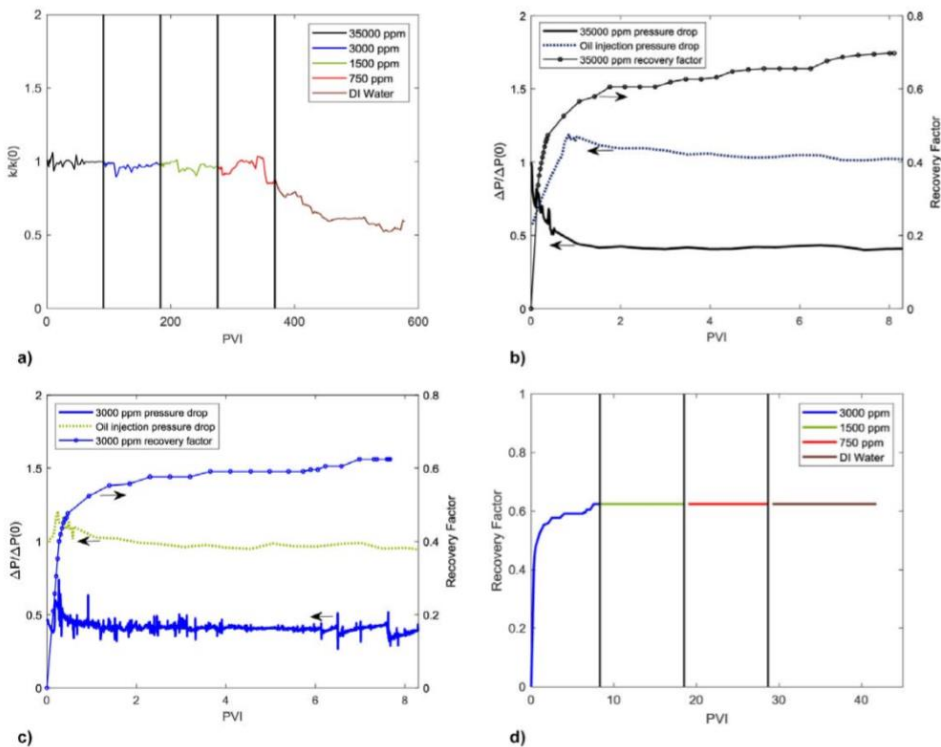 2
1.5
1
0.5
0
k/k(0)
35000 ppm
3000 ppm
1500 ppm
750 ppm
DI Water
0 200 400 600
PVI
a)
2
1.5
1
0.5
0
ΔP/ΔP(0)
35000 ppm pressure drop
Oil injection pressure drop
35000 ppm recovery factor
0.8
0.6
0.4
0.2
0
Recovery Factor
0 2 4 6 8
PVI
b)
2
1.5
1
0.5
0
ΔP/ΔP(0)
3000 ppm pressure drop
Oil injection pressure drop
3000 ppm recovery factor
0.8
0.6
0.4
0.2
0
Recovery Factor
0 2 4 6 8
PVI
c)
1
0.8
0.6
0.4
0.2
0
Recovery Factor
3000 ppm
1500 ppm
750 ppm
DI Water
0 10 20 30 40
PVI
d)